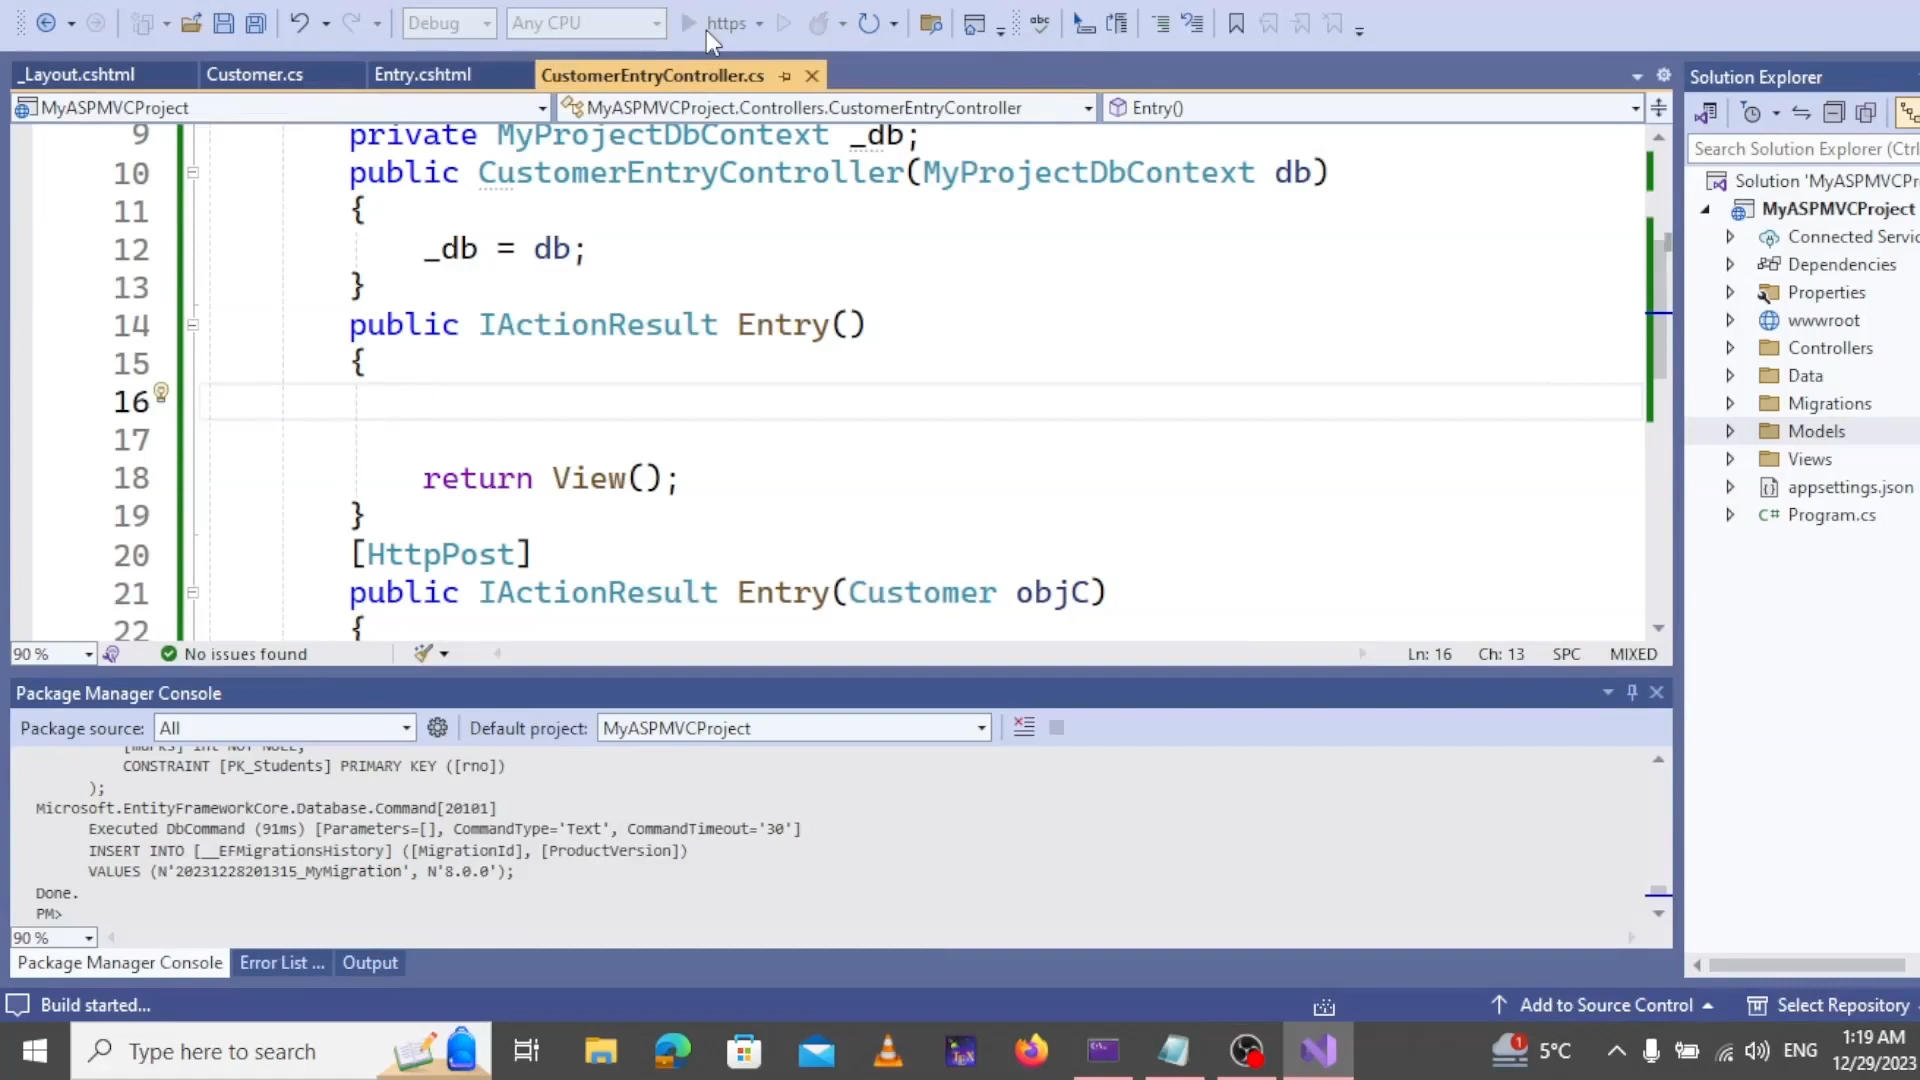 Debug Any CPU https
_Layout.cshtml Customer.cs Entry.cshtml CustomerEntryController.cs
MyASPMVCProject MyASPMVCProject.Controllers.CustomerEntryController Entry()
9 private MyProjectDbContext _db;
10 public CustomerEntryController(MyProjectDbContext db)
11 {
12 _db = db;
13 }
14 public IActionResult Entry()
15 {
16
17
18 return View();
19 }
20 [HttpPost]
21 public IActionResult Entry(Customer objC)
22 {
90 % No issues found Ln: 16 Ch: 13 SPC MIXED
Package Manager Console
Package source: All Default project: MyASPMVCProject
[marks] int NOT NULL,
CONSTRAINT [PK_Students] PRIMARY KEY ([rno])
);
Microsoft.EntityFrameworkCore.Database.Command[20101]
Executed DbCommand (91ms) [Parameters=[], CommandType='Text', CommandTimeout='30']
INSERT INTO [__EFMigrationsHistory] ([MigrationId], [ProductVersion])
VALUES (N'20231228201315_MyMigration', N'8.0.0');
Done.
PM>
90 %
Package Manager Console Error List ... Output
Solution Explorer
Search Solution Explorer (Ctrl
Solution 'MyASPMVCPr
MyASPMVCProject
Connected Servic
Dependencies
Properties
wwwroot
Controllers
Data
Migrations
Models
Views
appsettings.json
C# Program.cs
Build started... Add to Source Control Select Repository
Type here to search 1 5°C ENG
1:19 AM
12/29/2023